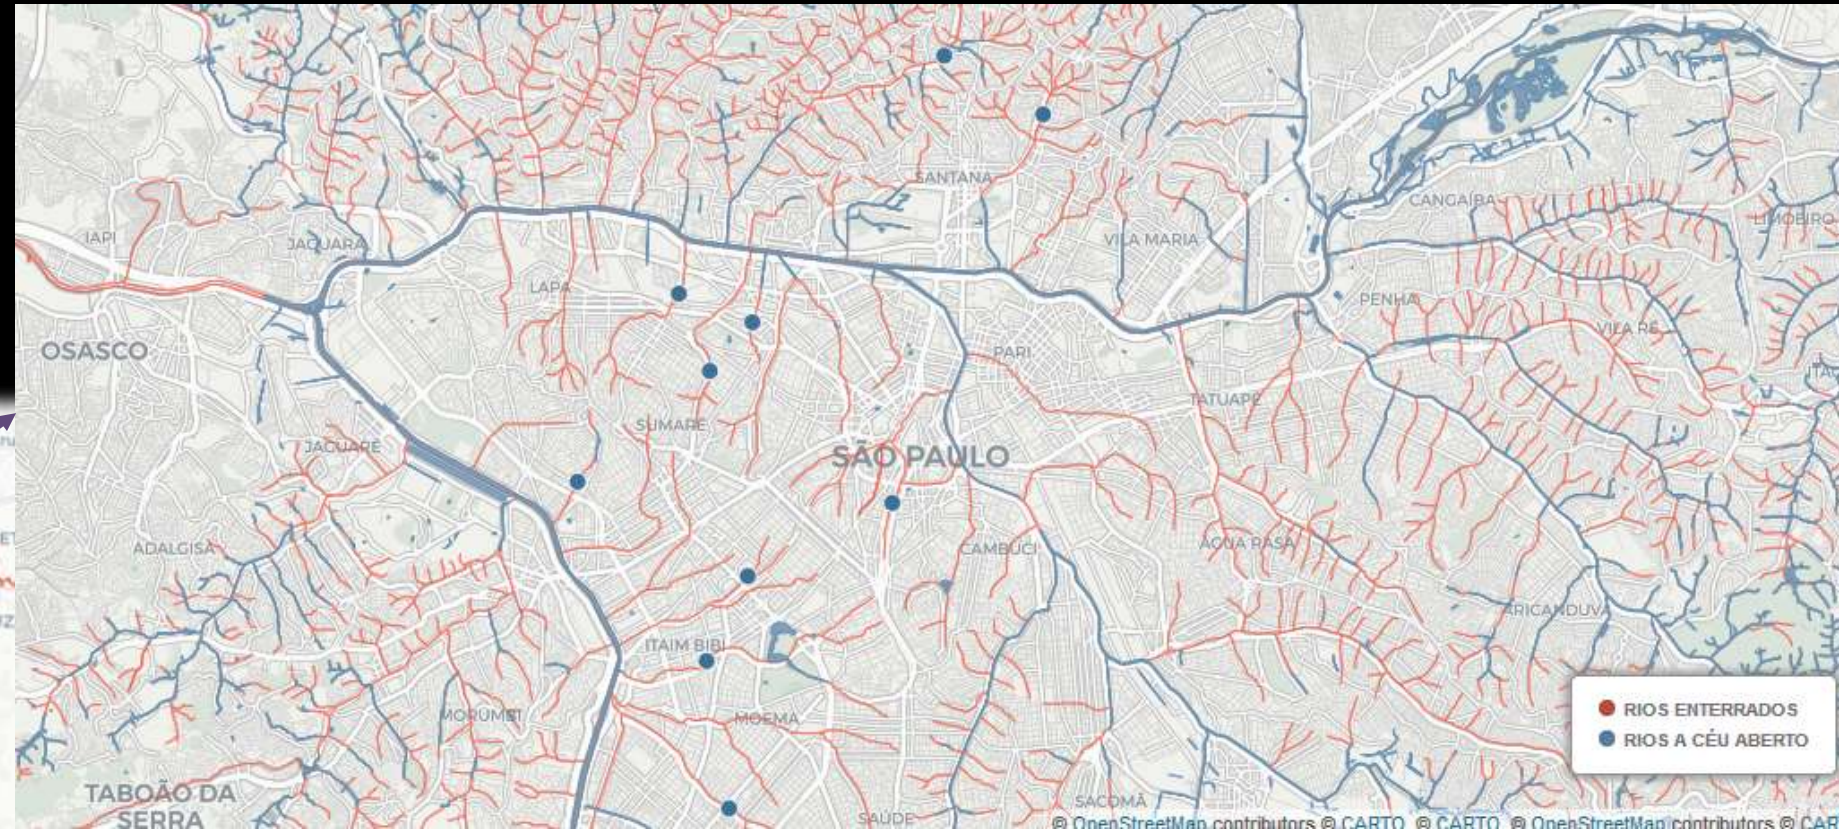 SANTANA
CANGAÍBA
IAPI
JAGUARA
VILA MARIA
LAPA
PENHA
VILA RÉ
OSASCO
PARI
TATUAPÉ
SUMARÉ
JAGUARÉ
SÃO PAULO
ADALGISA
CAMBUCI
ÁGUA RASA
ARICANDUVA
ITAIM BIBI
MORUMBI
MOEMA
RIOS ENTERRADOS
RIOS A CÉU ABERTO
TABOÃO DA
SERRA
SACOMÃ
SAÚDE
© OpenStreetMap contributors © CARTO, © CARTO, © OpenStreetMap contributors © CAR